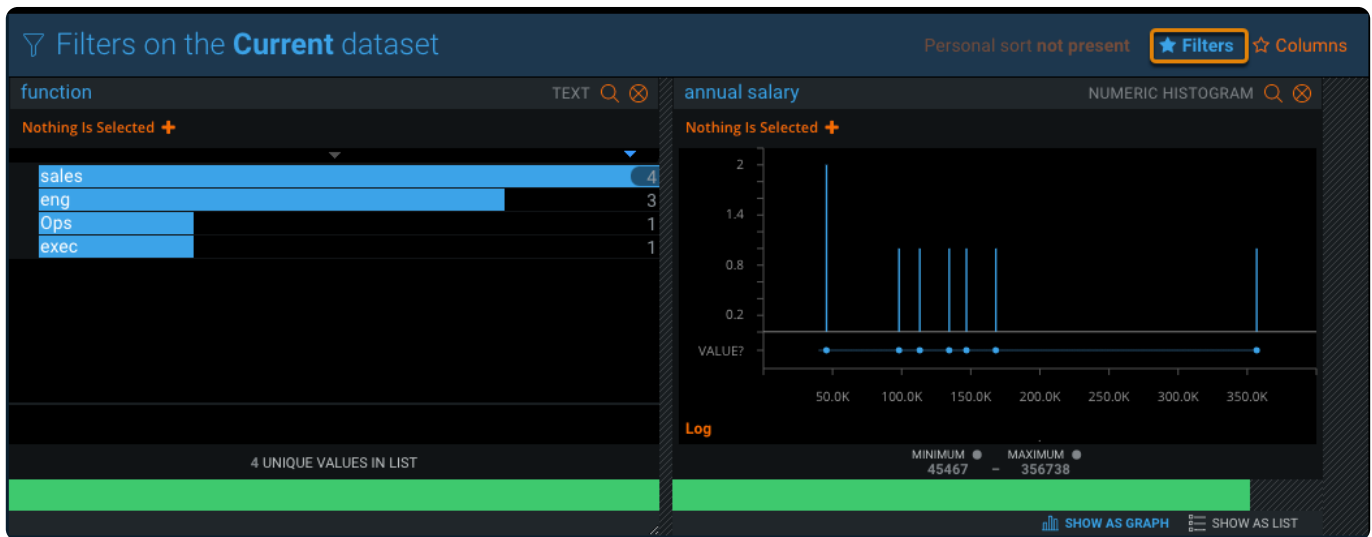 Filters on the Current dataset
Personal sort not present
Filters
Columns
function
TEXT
Nothing Is Selected
sales
4
eng
3
Ops
1
exec
1
4 UNIQUE VALUES IN LIST
annual salary
NUMERIC HISTOGRAM
Nothing Is Selected
2
1.4
0.8
0.2
VALUE?
50.0K 100.0K 150.0K 200.0K 250.0K 300.0K 350.0K
Log
MINIMUM MAXIMUM
45467 – 356738
SHOW AS GRAPH SHOW AS LIST